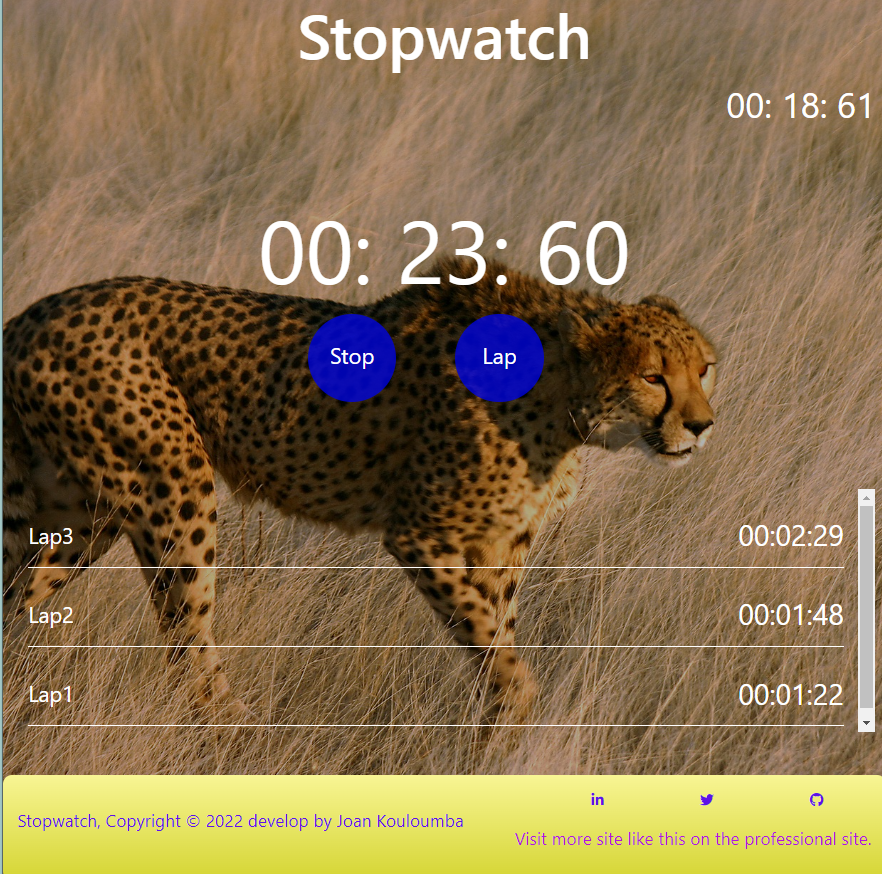 Stopwatch
00: 18: 61
00: 23: 60
Stop
Lap
Lap3 00:02:29
Lap2 00:01:48
Lap1 00:01:22
Stopwatch, Copyright © 2022 develop by Joan Kouloumba
Visit more site like this on the professional site.